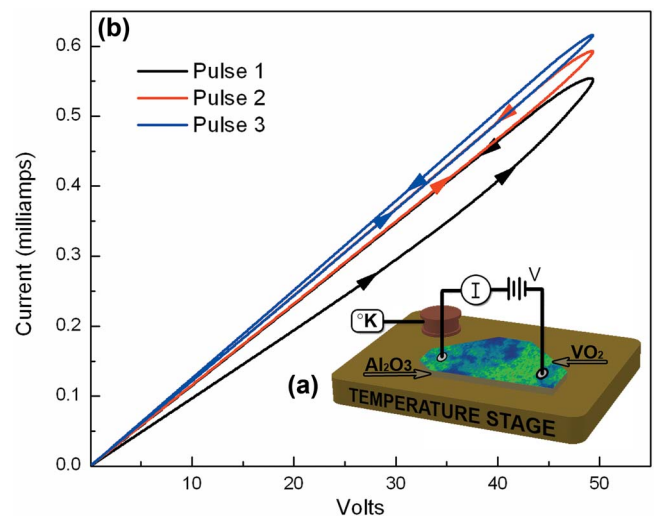 (b)
0.6
Pulse 1
Pulse 2
0.5
Pulse 3
Current (milliamps)
0.4
0.3
V
I
0.2
°K
Al₂O₃
VO₂
(a)
0.1
TEMPERATURE STAGE
0.0
10 20 30 40 50
Volts